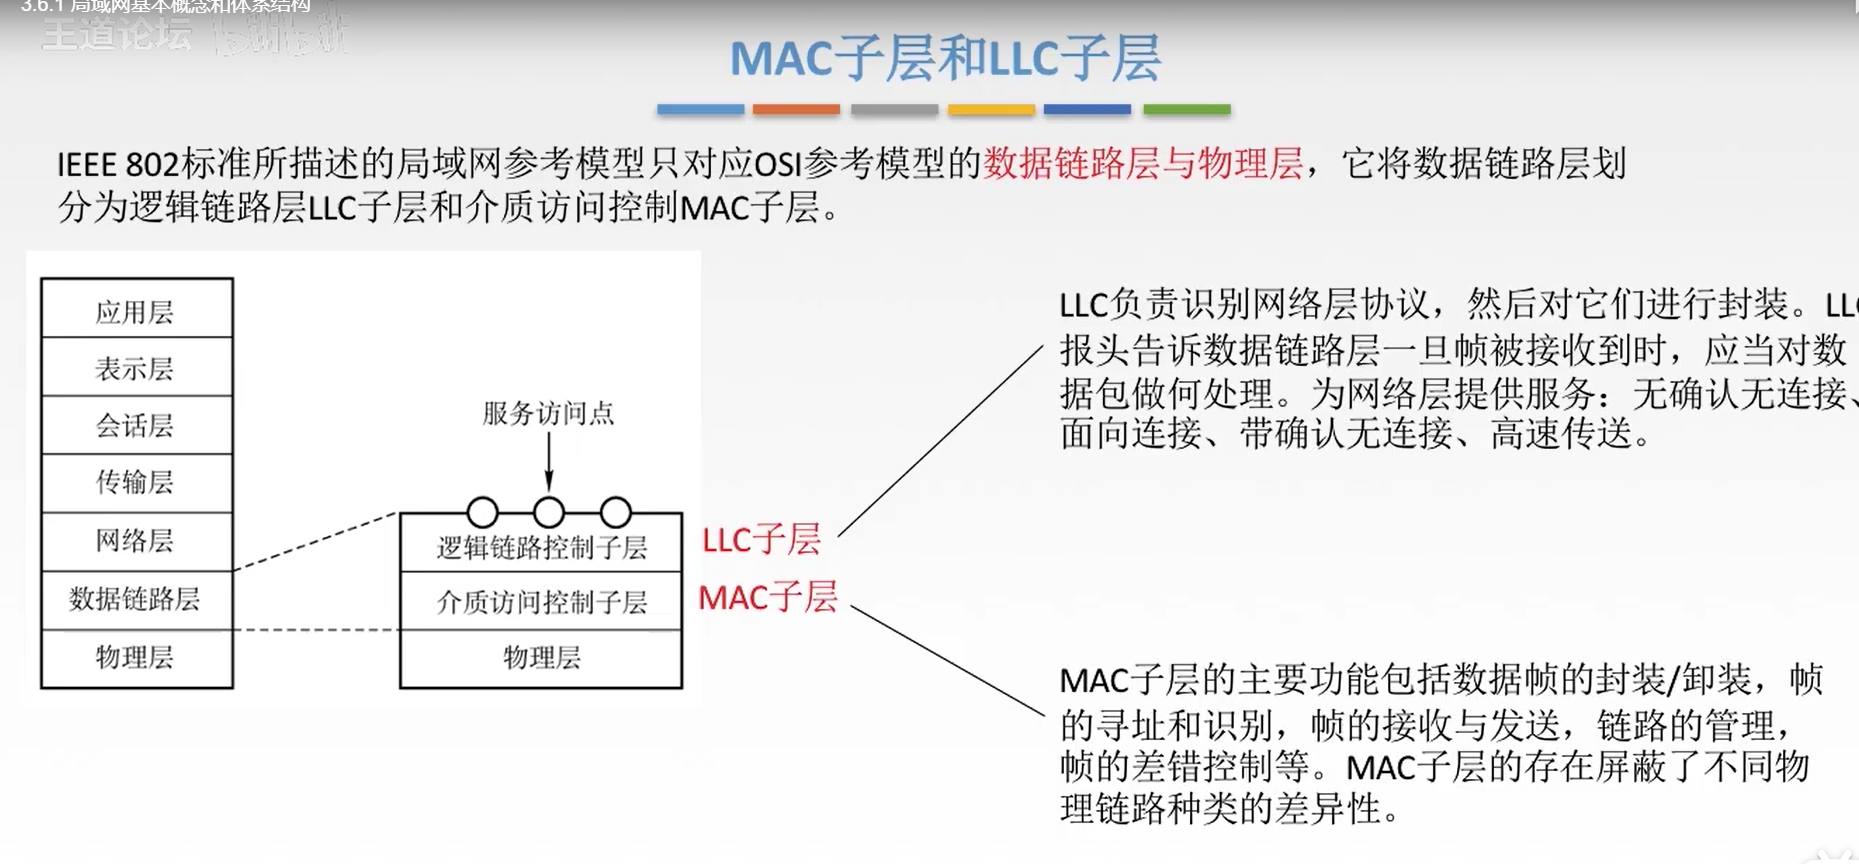 3.6.1 局域网基本概念和体系结构
王道论坛 bilibili
MAC子层和LLC子层
IEEE 802标准所描述的局域网参考模型只对应OSI参考模型的数据链路层与物理层，它将数据链路层划
分为逻辑链路层LLC子层和介质访问控制MAC子层。
应用层
表示层
会话层
传输层
网络层
数据链路层
物理层
服务访问点
逻辑链路控制子层
介质访问控制子层
物理层
LLC子层
MAC子层
LLC负责识别网络层协议，然后对它们进行封装。LLC
报头告诉数据链路层一旦帧被接收到时，应当对数
据包做何处理。为网络层提供服务：无确认无连接、
面向连接、带确认无连接、高速传送。
MAC子层的主要功能包括数据帧的封装/卸装，帧
的寻址和识别，帧的接收与发送，链路的管理，
帧的差错控制等。MAC子层的存在屏蔽了不同物
理链路种类的差异性。